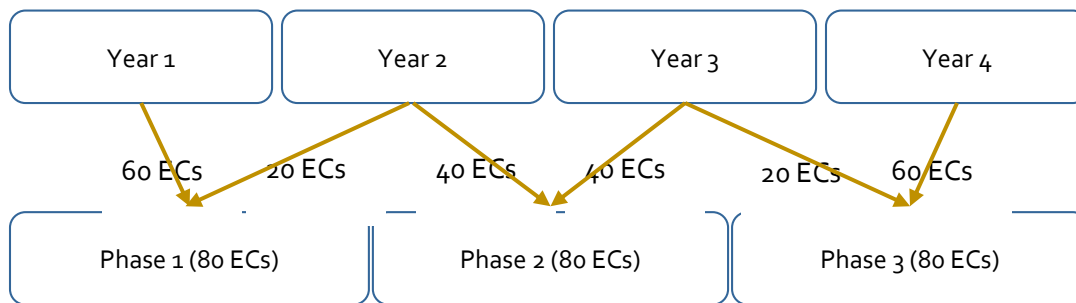 Year 1 Year 2 Year 3 Year 4
60 ECs 20 ECs 40 ECs 40 ECs 20 ECs 60 ECs
Phase 1 (80 ECs) Phase 2 (80 ECs) Phase 3 (80 ECs)